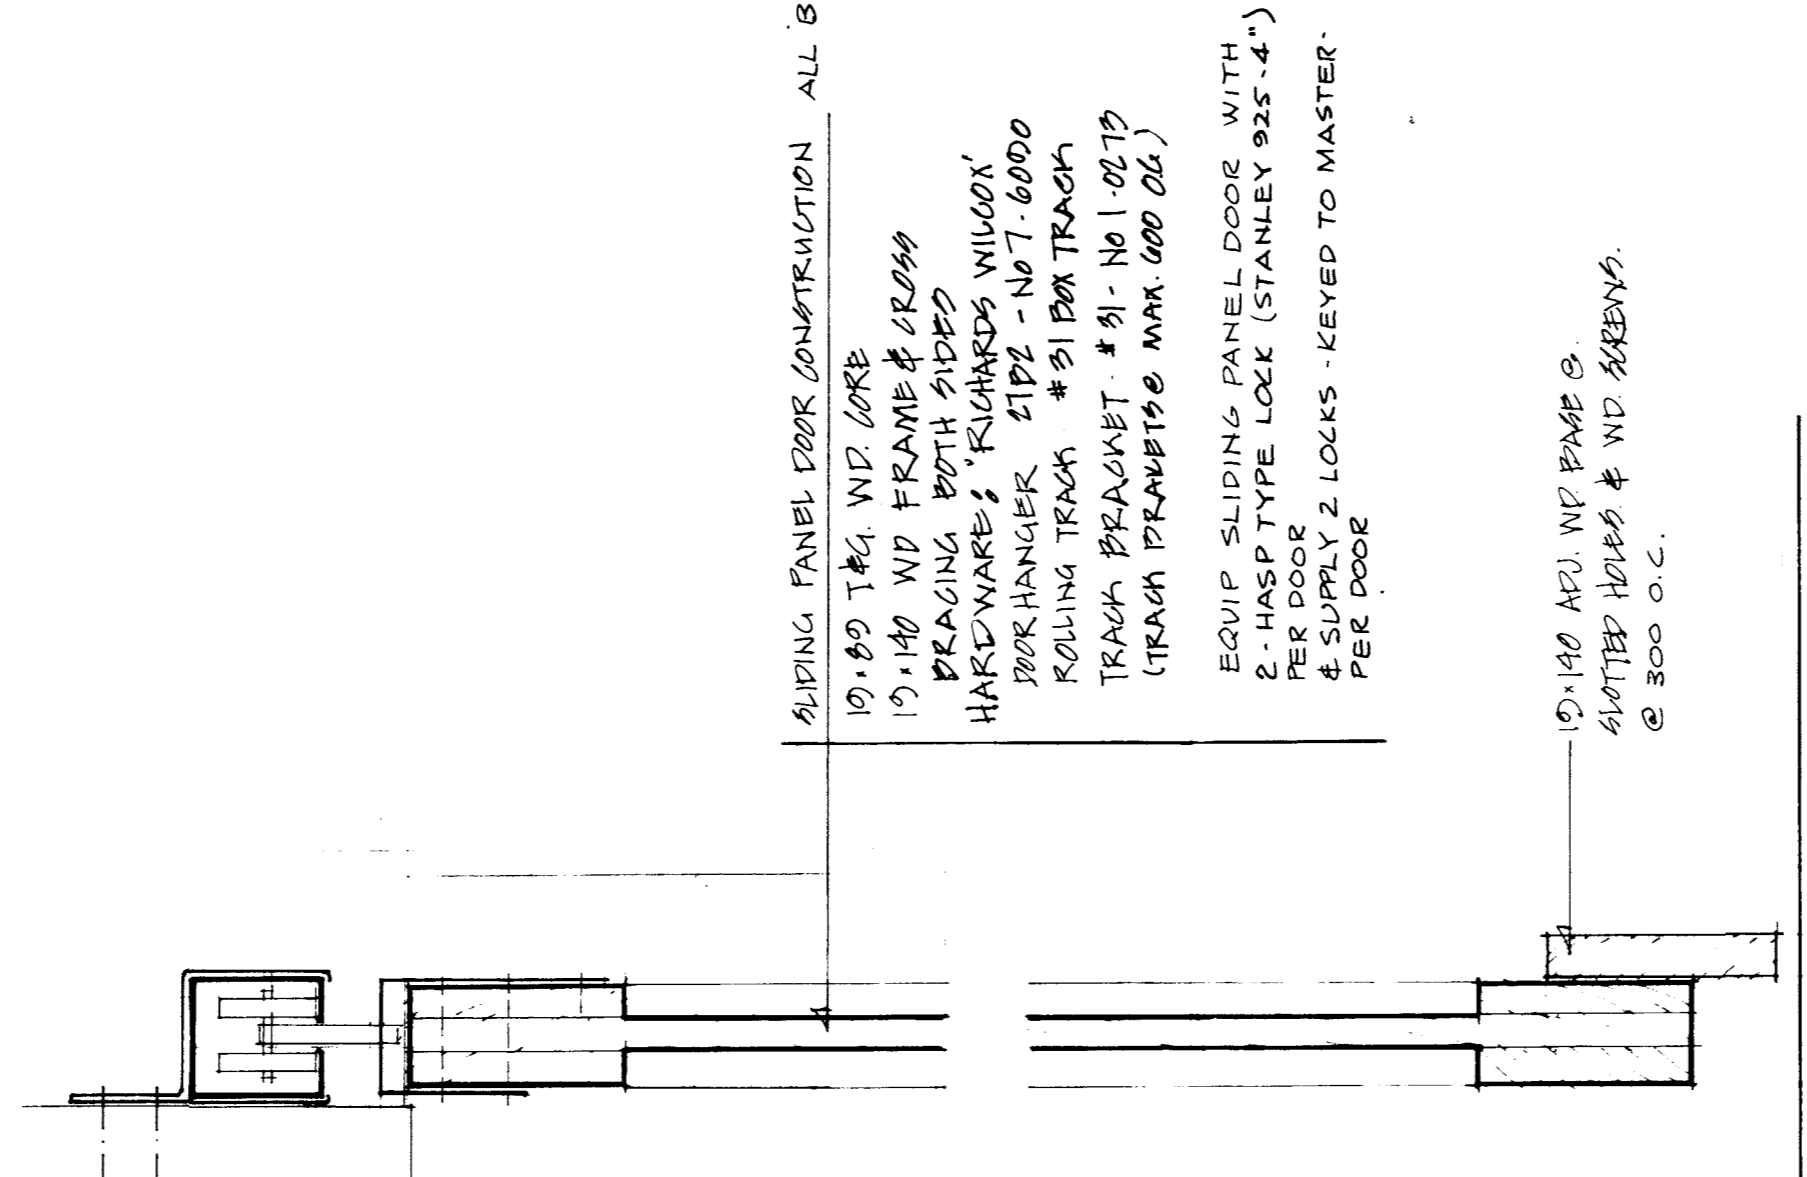 SLIDING PANEL DOOR CONSTRUCTION ALL 'B
19×89 T&G. WD. CORE
19×140 WD FRAME & CROSS
BRACING BOTH SIDES
HARDWARE: 'RICHARDS WILCOX'
DOOR HANGER - NO 7.6000
ROLLING TRACK #31 BOX TRACK
TRACK BRACKET. #31 - NO 1.0273
(TRACK BRAKETS @ MAX. 600 O.C.)
EQUIP SLIDING PANEL DOOR WITH
2 - HASP TYPE LOCK (STANLEY 925-4")
PER DOOR
& SUPPLY 2 LOCKS - KEYED TO MASTER-
PER DOOR
19×140 ADJ. WD. BASE C.
SLOTTED HOLES. & WD. SCREWS.
@ 300 O.C.